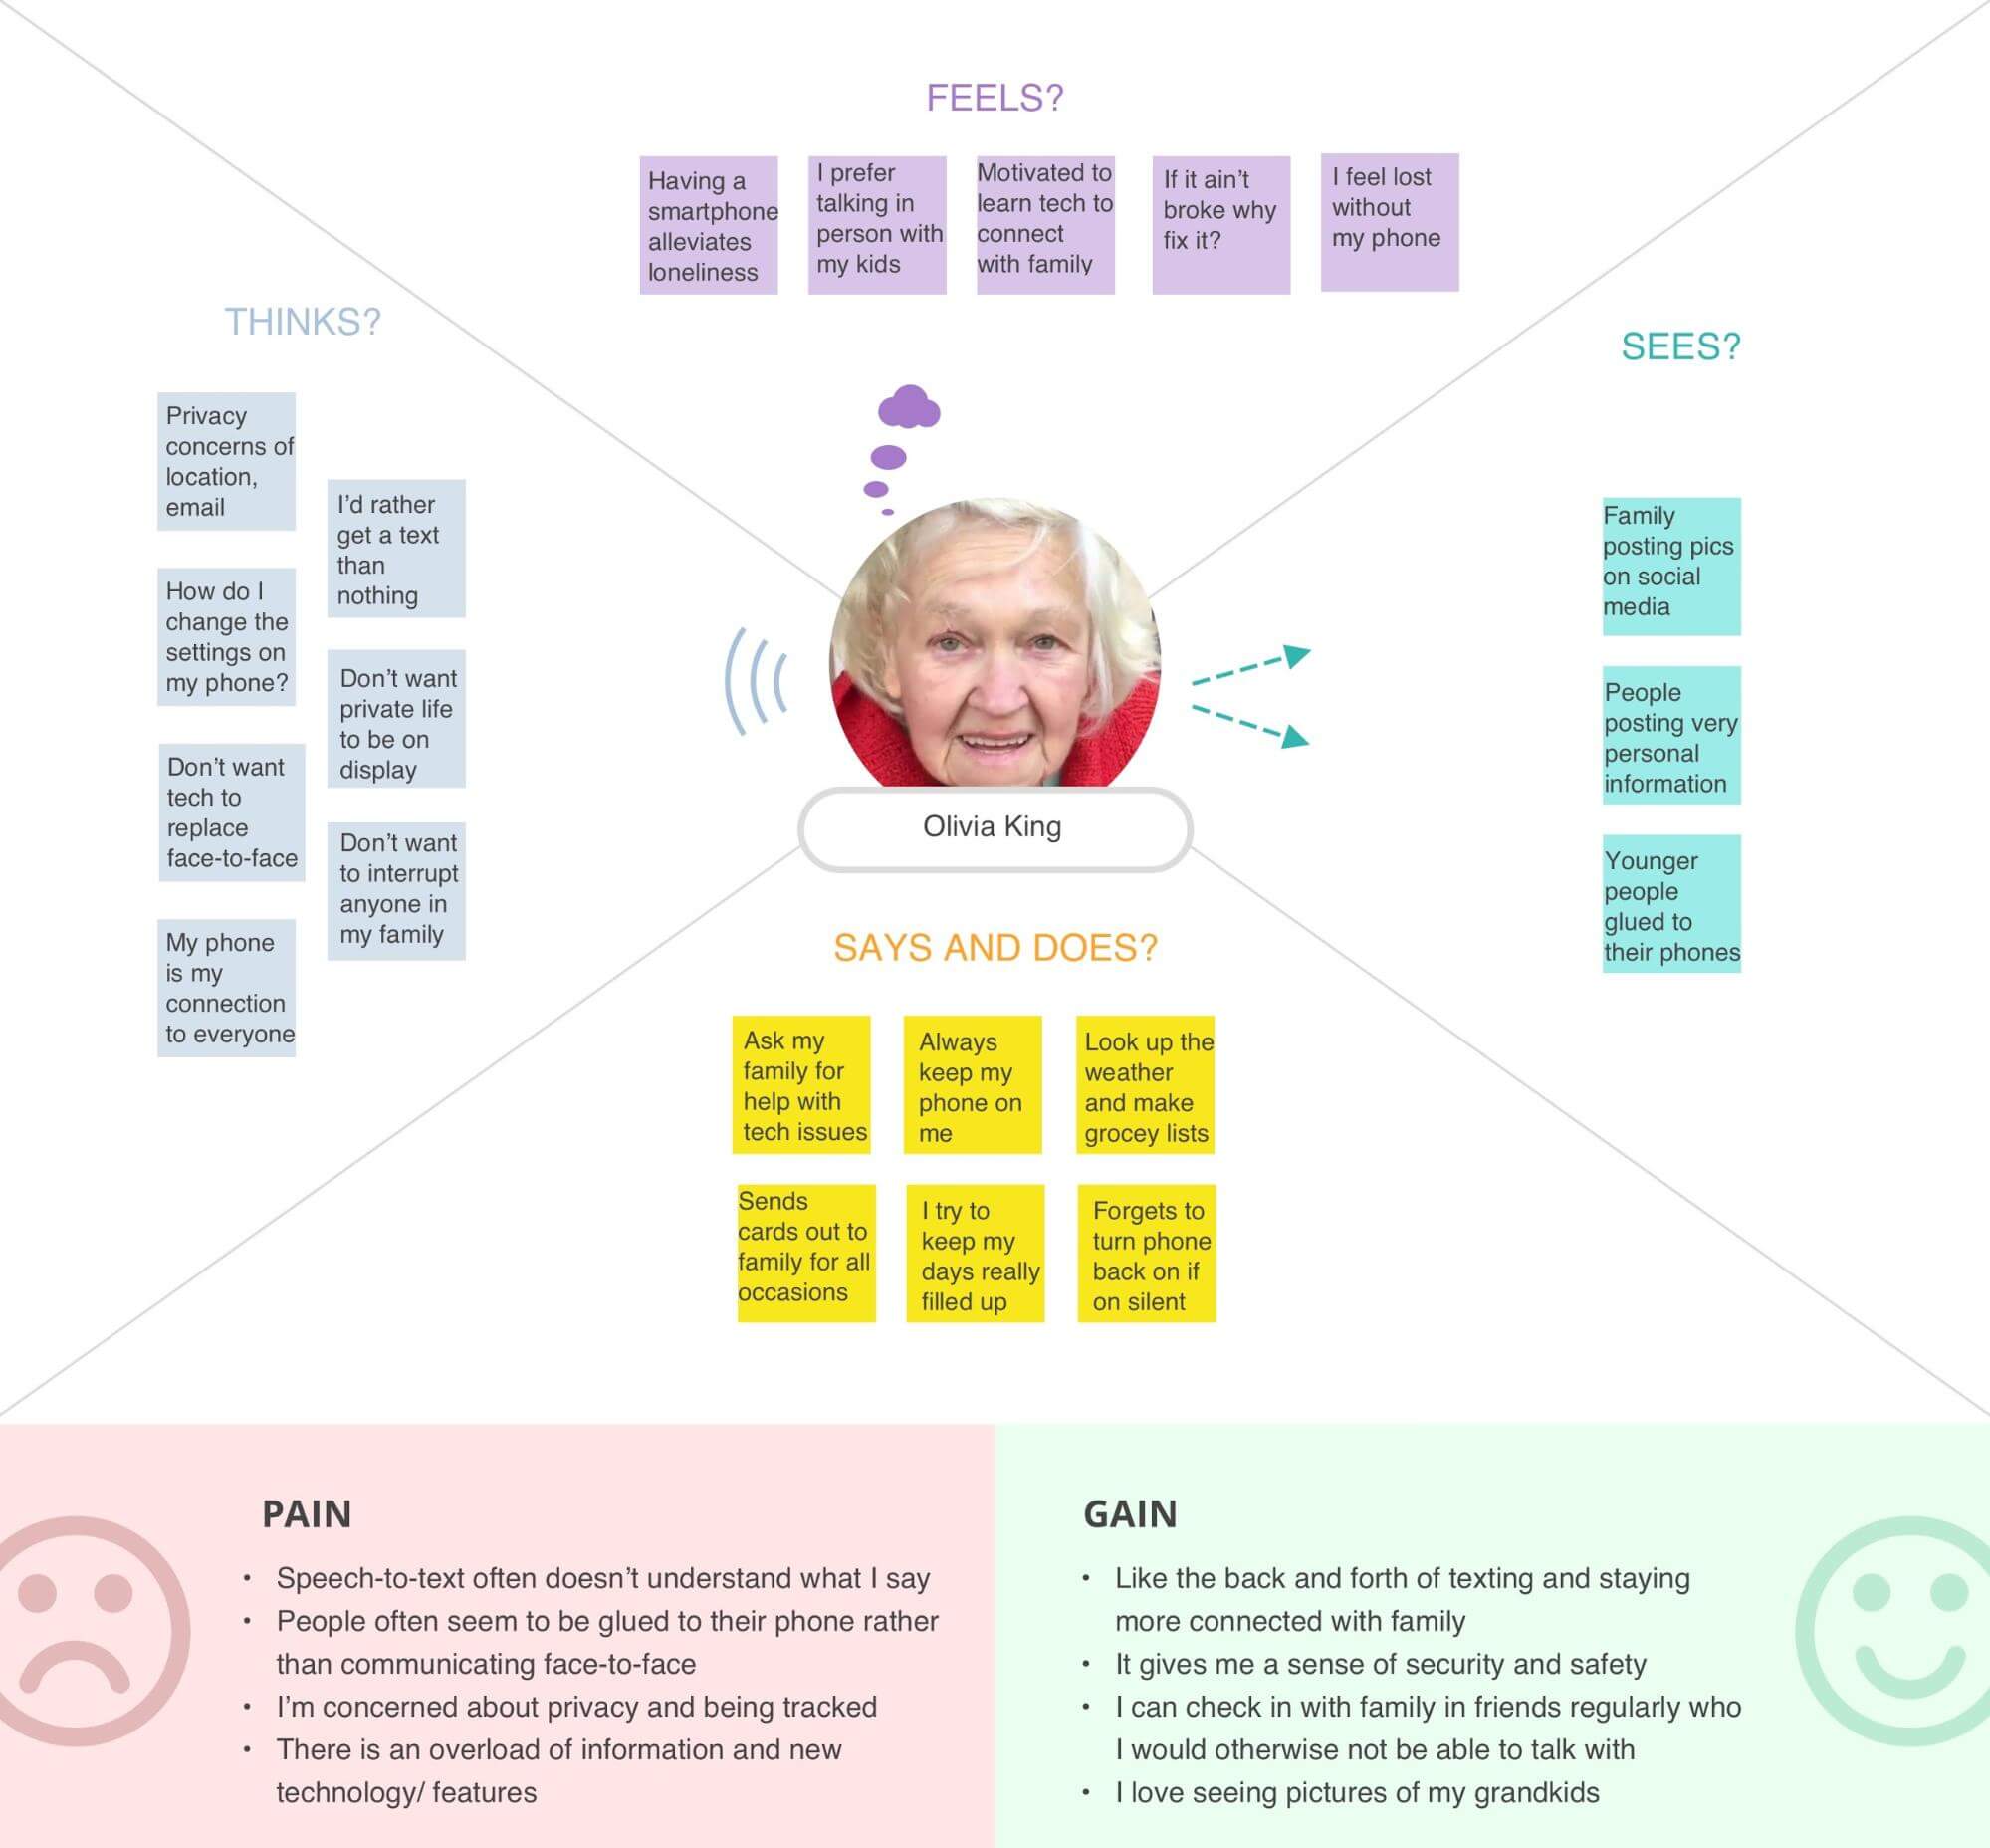 FEELS?
Having a
smartphone
alleviates
loneliness
I prefer
talking in
person with
my kids
Motivated to
learn tech to
connect
with family
If it ain’t
broke why
fix it?
I feel lost
without
my phone
THINKS?
Privacy
concerns of
location,
email
I’d rather
get a text
than
nothing
How do I
change the
settings on
my phone?
Don’t want
private life
to be on
display
Don’t want
tech to
replace
face-to-face
Don’t want
to interrupt
anyone in
my family
My phone
is my
connection
to everyone
SEES?
Family
posting pics
on social
media
People
posting very
personal
information
Younger
people
glued to
their phones
Olivia King
SAYS AND DOES?
Ask my
family for
help with
tech issues
Always
keep my
phone on
me
Look up the
weather
and make
grocey lists
Sends
cards out to
family for all
occasions
I try to
keep my
days really
filled up
Forgets to
turn phone
back on if
on silent
PAIN
• Speech-to-text often doesn’t understand what I say
• People often seem to be glued to their phone rather
than communicating face-to-face
• I’m concerned about privacy and being tracked
• There is an overload of information and new
technology/ features
GAIN
• Like the back and forth of texting and staying
more connected with family
• It gives me a sense of security and safety
• I can check in with family in friends regularly who
I would otherwise not be able to talk with
• I love seeing pictures of my grandkids